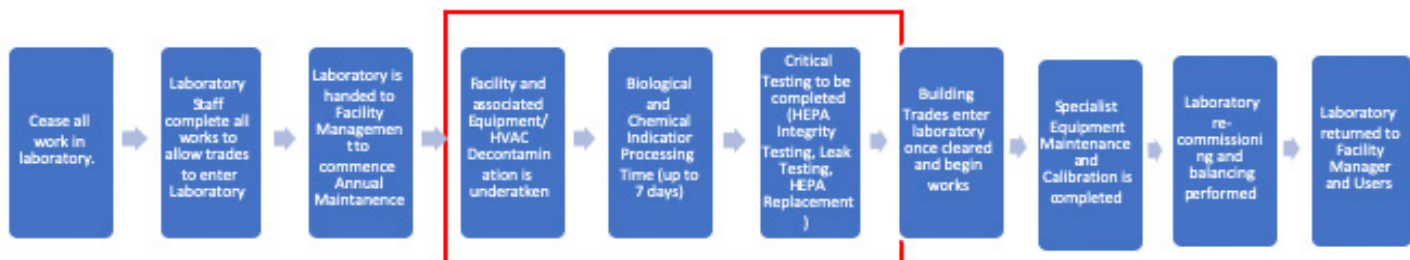 Cease all
work in
laboratory.
Laboratory
Staff
complete all
works to
allow trades
to enter
Laboratory
Laboratory is
handed to
Facility
Managemen
t to
commence
Annual
Maintanence
Facility and
associated
Equipment/
HVAC
Decontamin
ation is
underatken
Biological
and
Chemical
Indication
Processing
Time (up to
7 days)
Critical
Testing to be
completed
(HEPA
Integrity
Testing, Leak
Testing,
HEPA
Replacement
)
Building
Trades enter
laboratory
once cleared
and begin
works
Specialist
Equipment
Maintenance
and
Calibration is
completed
Laboratory
re-
commissioni
ng and
balancing
performed
Laboratory
returned to
Facility
Manager
and Users